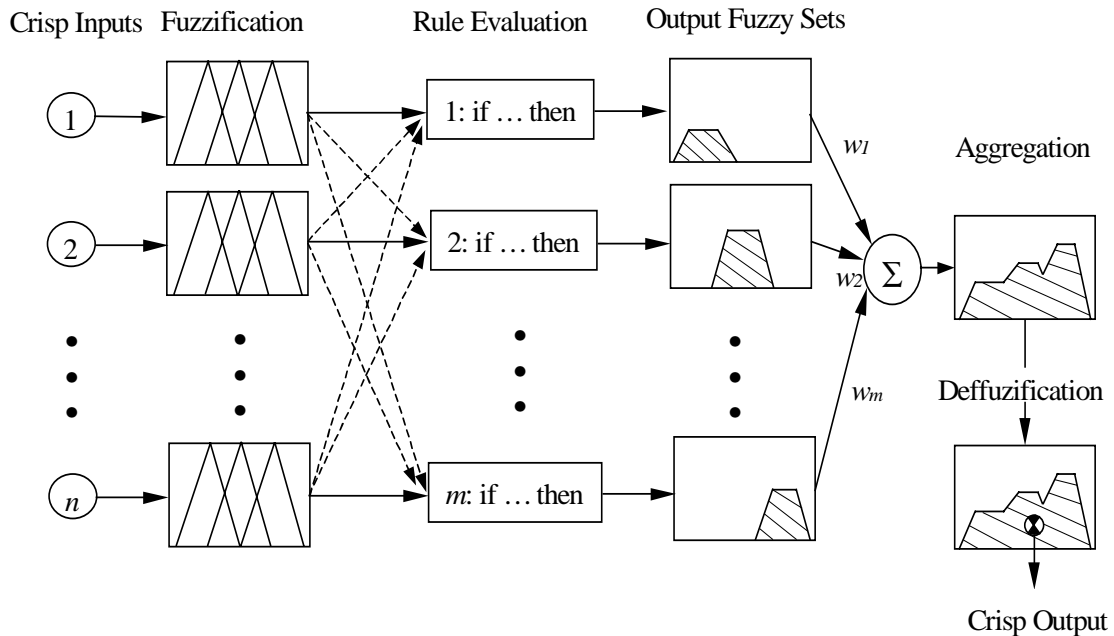 Crisp Inputs
Fuzzification
Rule Evaluation
Output Fuzzy Sets
1
1: if … then
w1
Aggregation
2
2: if … then
w2
Σ
wm
Deffuzification
n
m: if … then
Crisp Output